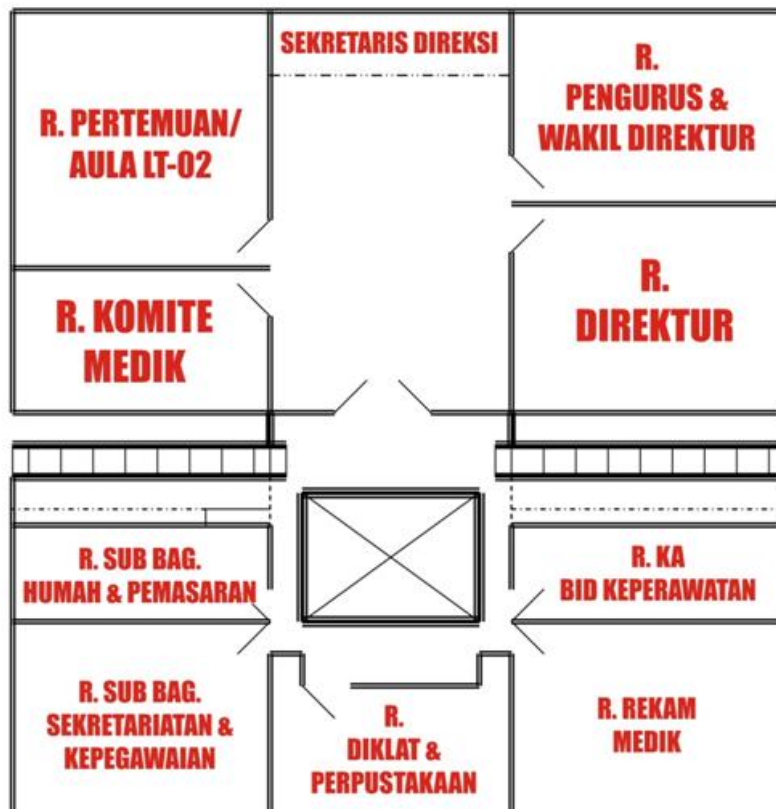 SEKRETARIS DIREKSI
R. PERTEMUAN/
AULA LT-02
R.
PENGURUS &
WAKIL DIREKTUR
R. KOMITE
MEDIK
R.
DIREKTUR
R. SUB BAG.
HUMAH & PEMASARAN
R. KA
BID KEPERAWATAN
R. SUB BAG.
SEKRETARIATAN &
KEPEGAWAIAN
R.
DIKLAT &
PERPUSTAKAAN
R. REKAM
MEDIK